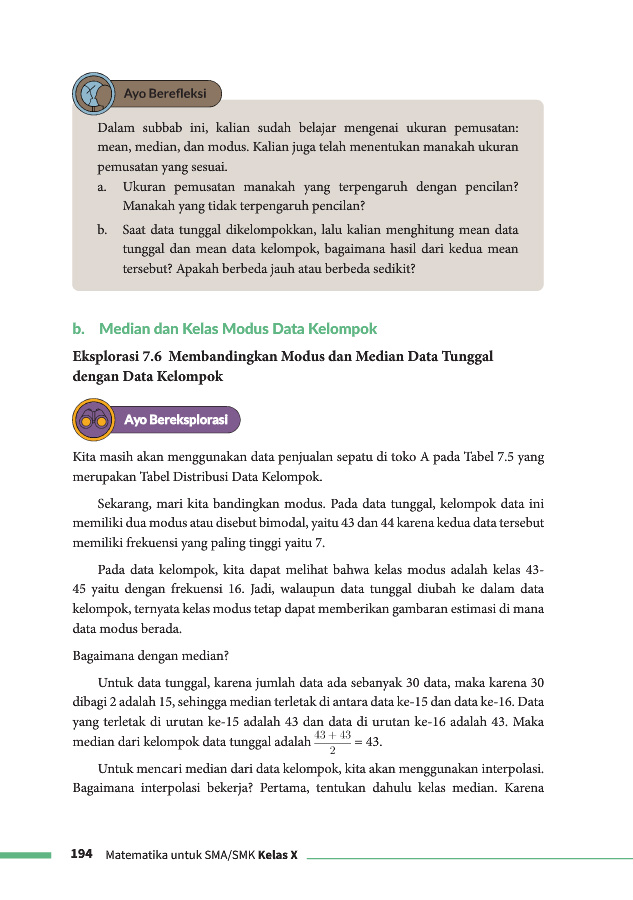 Ayo Berefleksi
Dalam subbab ini, kalian sudah belajar mengenai ukuran pemusatan:
mean, median, dan modus. Kalian juga telah menentukan manakah ukuran
pemusatan yang sesuai.
a. Ukuran pemusatan manakah yang terpengaruh dengan pencilan?
Manakah yang tidak terpengaruh pencilan?
b. Saat data tunggal dikelompokkan, lalu kalian menghitung mean data
tunggal dan mean data kelompok, bagaimana hasil dari kedua mean
tersebut? Apakah berbeda jauh atau berbeda sedikit?
b. Median dan Kelas Modus Data Kelompok
Eksplorasi 7.6 Membandingkan Modus dan Median Data Tunggal
dengan Data Kelompok
Ayo Bereksplorasi
Kita masih akan menggunakan data penjualan sepatu di toko A pada Tabel 7.5 yang
merupakan Tabel Distribusi Data Kelompok.
Sekarang, mari kita bandingkan modus. Pada data tunggal, kelompok data ini
memiliki dua modus atau disebut bimodal, yaitu 43 dan 44 karena kedua data tersebut
memiliki frekuensi yang paling tinggi yaitu 7.
Pada data kelompok, kita dapat melihat bahwa kelas modus adalah kelas 43-
45 yaitu dengan frekuensi 16. Jadi, walaupun data tunggal diubah ke dalam data
kelompok, ternyata kelas modus tetap dapat memberikan gambaran estimasi di mana
data modus berada.
Bagaimana dengan median?
Untuk data tunggal, karena jumlah data ada sebanyak 30 data, maka karena 30
dibagi 2 adalah 15, sehingga median terletak di antara data ke-15 dan data ke-16. Data
yang terletak di urutan ke-15 adalah 43 dan data di urutan ke-16 adalah 43. Maka
median dari kelompok data tunggal adalah (43 + 43)/2 = 43.
Untuk mencari median dari data kelompok, kita akan menggunakan interpolasi.
Bagaimana interpolasi bekerja? Pertama, tentukan dahulu kelas median. Karena
194 Matematika untuk SMA/SMK Kelas X